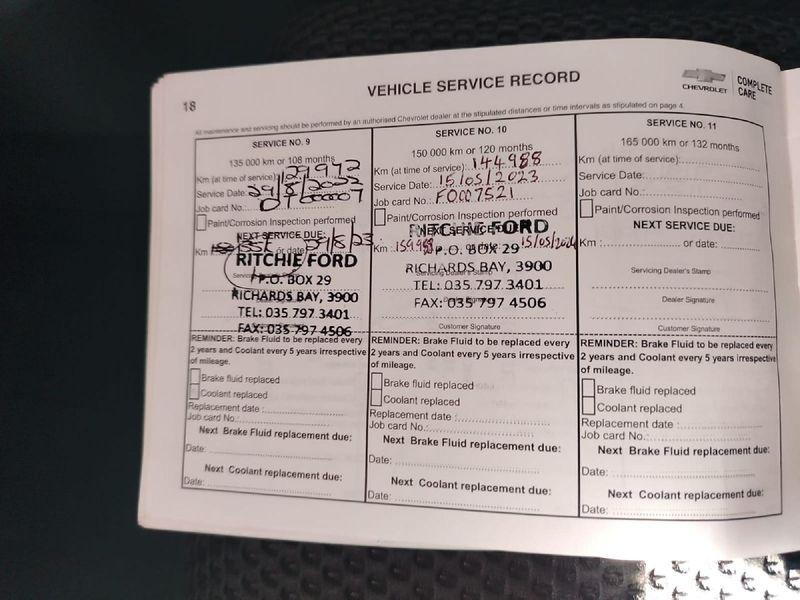 18
VEHICLE SERVICE RECORD
CHEVROLET
COMPLETE
CARE
All maintenance and servicing should be performed by an authorised Chevrolet dealer at the stipulated distances or time intervals as stipulated on page 4.
SERVICE NO. 9
135 000 km or 108 months
Km (at time of service): 129972
Service Date: 29/8/2022
Job card No.:
Paint/Corrosion Inspection performed
NEXT SERVICE DUE:
Km or date:
RITCHIE FORD
P.O. BOX 29
RICHARDS BAY, 3900
TEL: 035 797 3401
FAX: 035 797 4506
REMINDER: Brake Fluid to be replaced every
2 years and Coolant every 5 years irrespective
of mileage.
Brake fluid replaced
Coolant replaced
Replacement date :
Job card No.:
Next Brake Fluid replacement due:
Date:
Next Coolant replacement due:
Date:
SERVICE NO. 10
150 000 km or 120 months
Km (at time of service): 144988
Service Date: 15/05/2023
Job card No.: F0007521
Paint/Corrosion Inspection performed
NEXT SERVICE
Km : 15/05/2024
RITCHIE FORD
P.O. BOX 29
RICHARDS BAY, 3900
TEL: 035 797 3401
FAX: 035 797 4506
Customer Signature
REMINDER: Brake Fluid to be replaced every
2 years and Coolant every 5 years irrespective
of mileage.
Brake fluid replaced
Coolant replaced
Replacement date:
Job card No.:
Next Brake Fluid replacement due:
Date:
Next Coolant replacement due:
Date:
SERVICE NO. 11
165 000 km or 132 months
Km (at time of service):
Service Date:
Job card No.:
Paint/Corrosion Inspection performed
NEXT SERVICE DUE:
Km : or date:
Servicing Dealer's Stamp
Dealer Signature
Customer Signature
REMINDER: Brake Fluid to be replaced every
2 years and Coolant every 5 years irrespective
of mileage.
Brake fluid replaced
Coolant replaced
Replacement date :
Job card No.:
Next Brake Fluid replacement due:
Date:
Next Coolant replacement due:
Date: